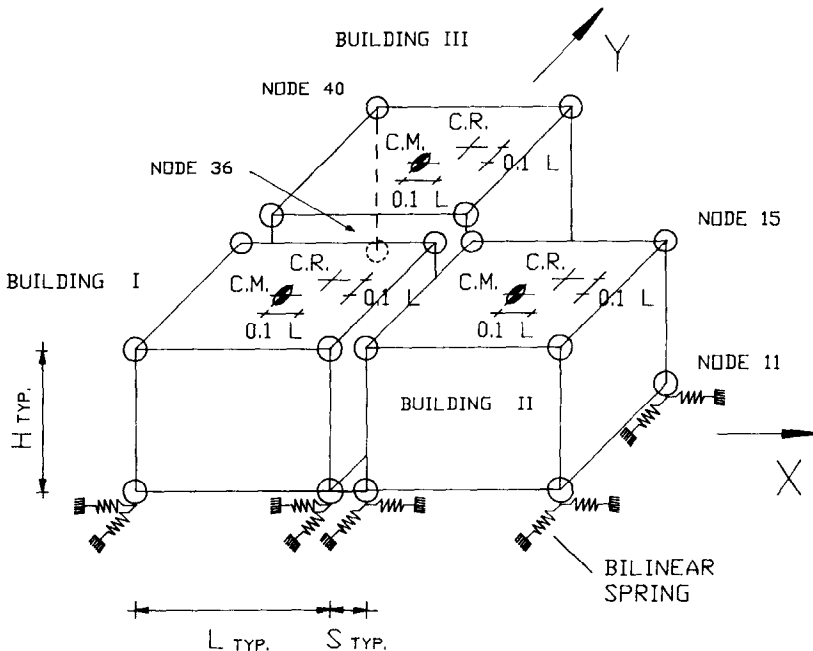 BUILDING III
Y
NODE 40
C.R.
C.M.
0.1 L
0.1 L
NODE 36
NODE 15
BUILDING I
C.R.
C.M.
0.1 L
0.1 L
C.R.
C.M.
0.1 L
0.1 L
NODE 11
BUILDING II
H TYP.
X
BILINEAR
SPRING
L TYP.
S TYP.